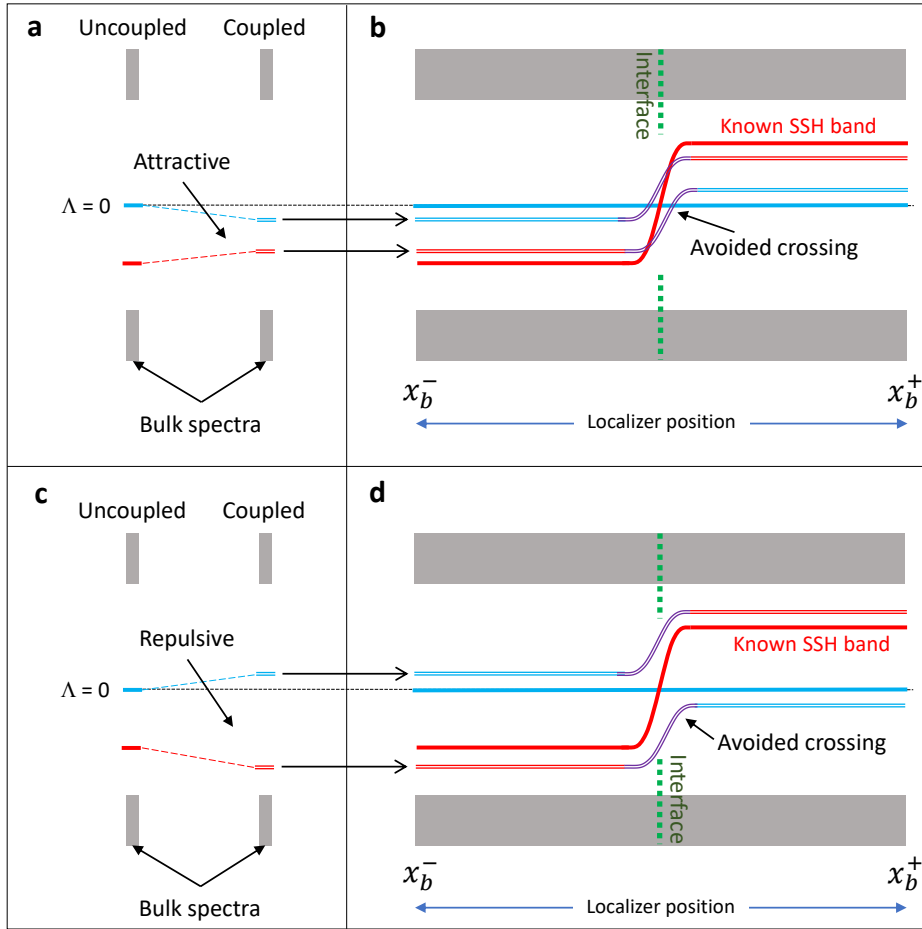 a
Uncoupled Coupled
Attractive
Λ = 0
Bulk spectra
b
Interface
Known SSH band
Avoided crossing
x_b^- x_b^+
Localizer position
c
Uncoupled Coupled
Repulsive
Λ = 0
Bulk spectra
d
Known SSH band
Avoided crossing
Interface
x_b^- x_b^+
Localizer position